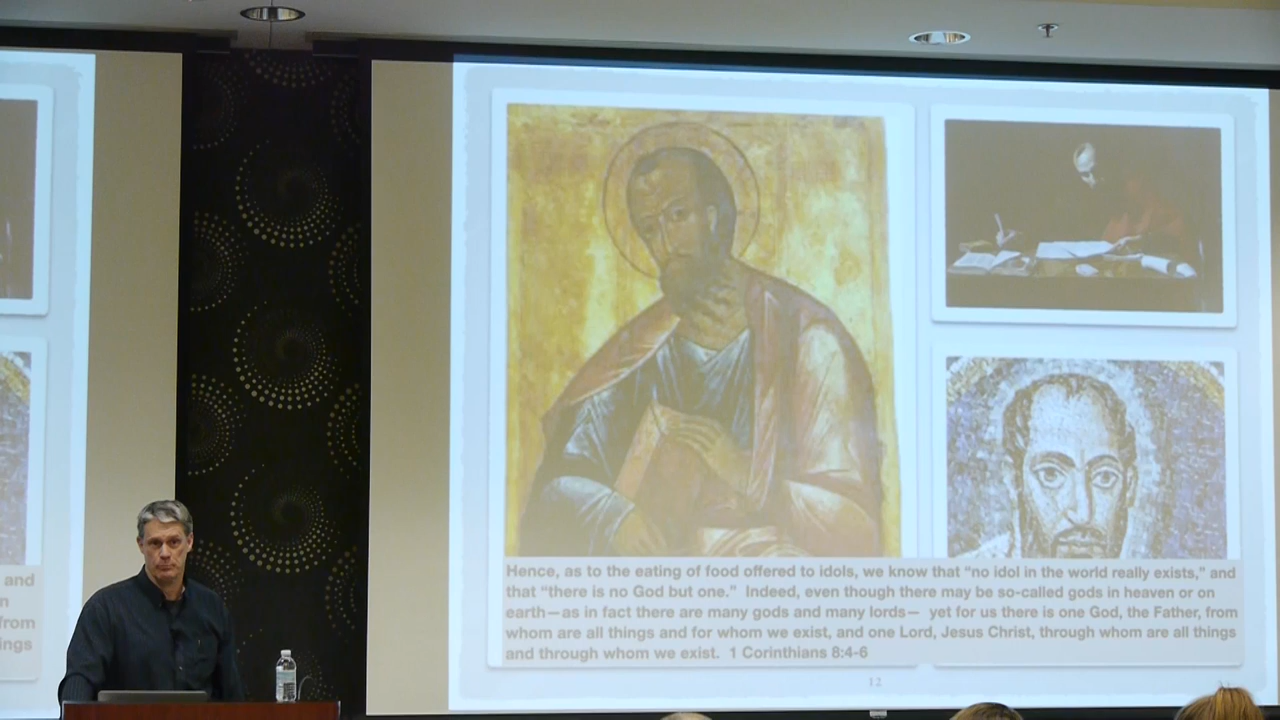 and
n
from
ings
Hence, as to the eating of food offered to idols, we know that “no idol in the world really exists,” and
that “there is no God but one.”  Indeed, even though there may be so-called gods in heaven or on
earth—as in fact there are many gods and many lords—  yet for us there is one God, the Father, from
whom are all things and for whom we exist, and one Lord, Jesus Christ, through whom are all things
and through whom we exist.  1 Corinthians 8:4-6
12